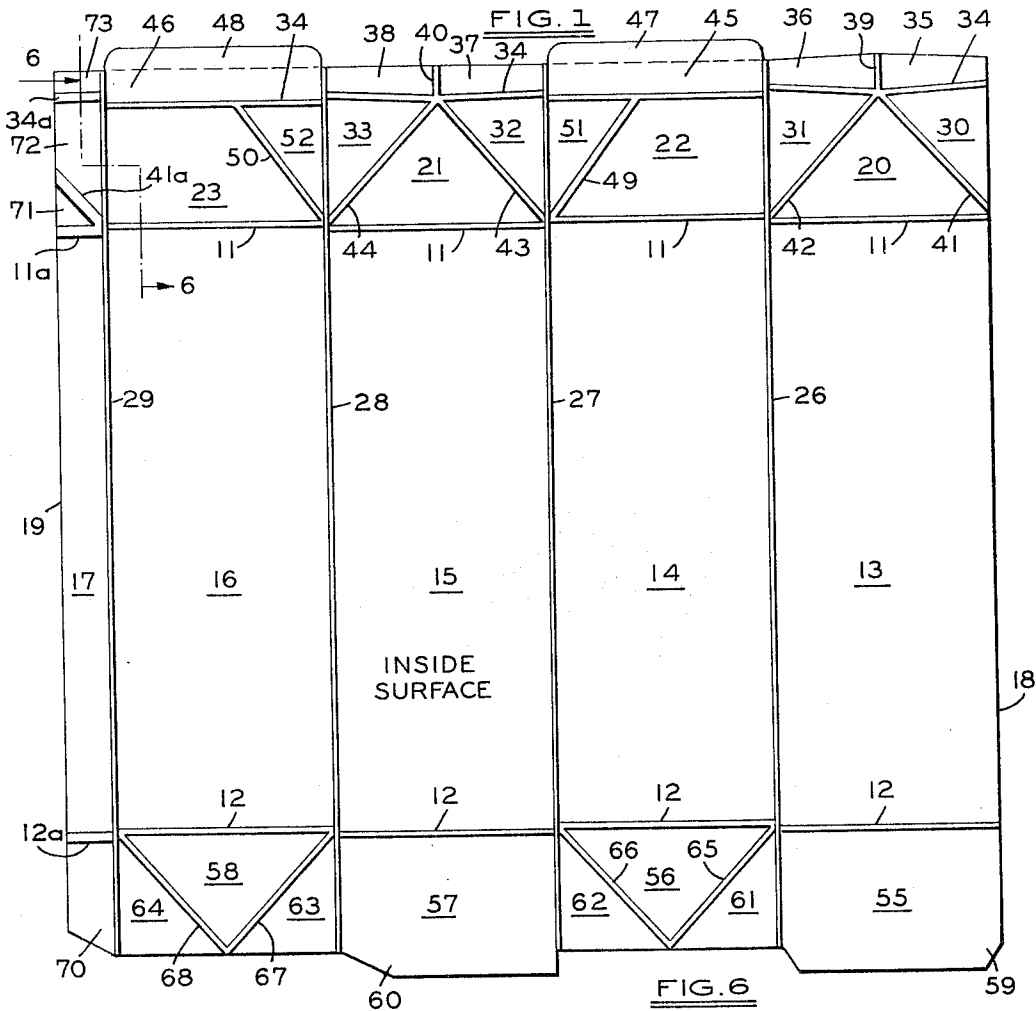 FIG. 1
73 46 48 34 38 40 37 34 47 45 36 39 35 34
6
34a
72
52 33 32 51 31 30
50 21 22 20
41a 23 49
71
11 44 11 43 11 42 11 41
11a
6
29 28 27 26
19
17 16 15 14 13
INSIDE
SURFACE
18
12 12 12 12
12a
58 66 56 65
64 63 57 62 61 55
70 68 67 60 59
FIG. 6